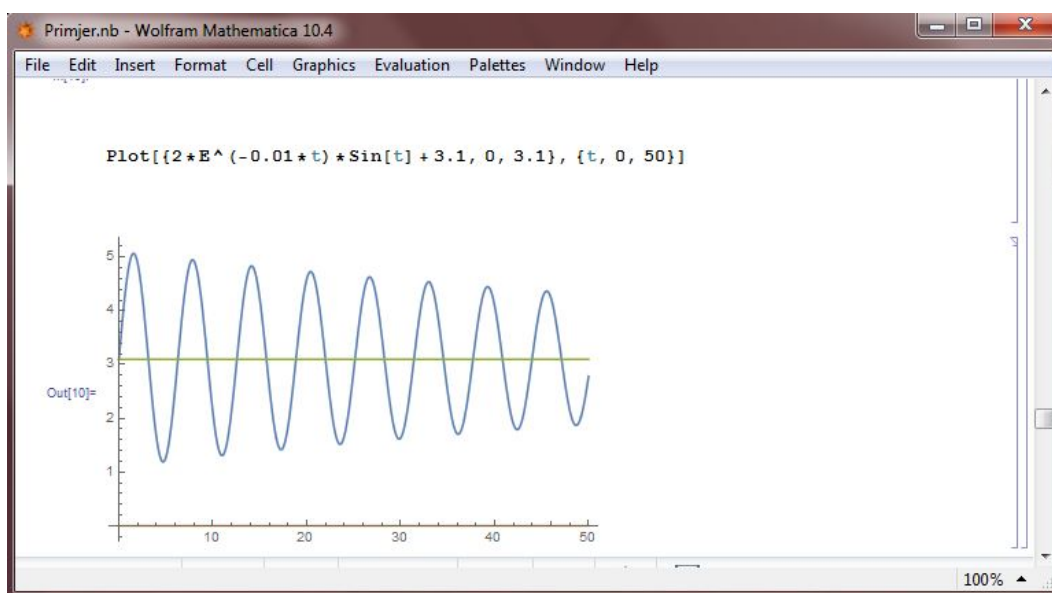 Primjer.nb - Wolfram Mathematica 10.4
File Edit Insert Format Cell Graphics Evaluation Palettes Window Help
Plot[{2*E^(-0.01*t)*Sin[t]+3.1, 0, 3.1}, {t, 0, 50}]
5
4
3
Out[10]=
2
1
10 20 30 40 50
100%